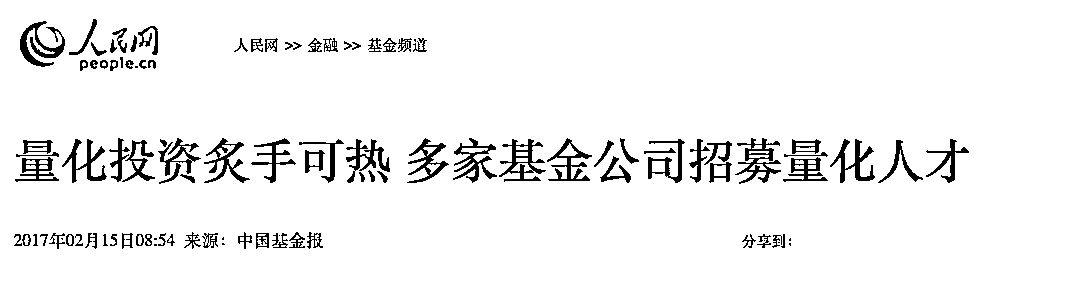 人民网
people.cn
人民网 >> 金融 >> 基金频道
量化投资炙手可热 多家基金公司招募量化人才
2017年02月15日08:54 来源：中国基金报
分享到：